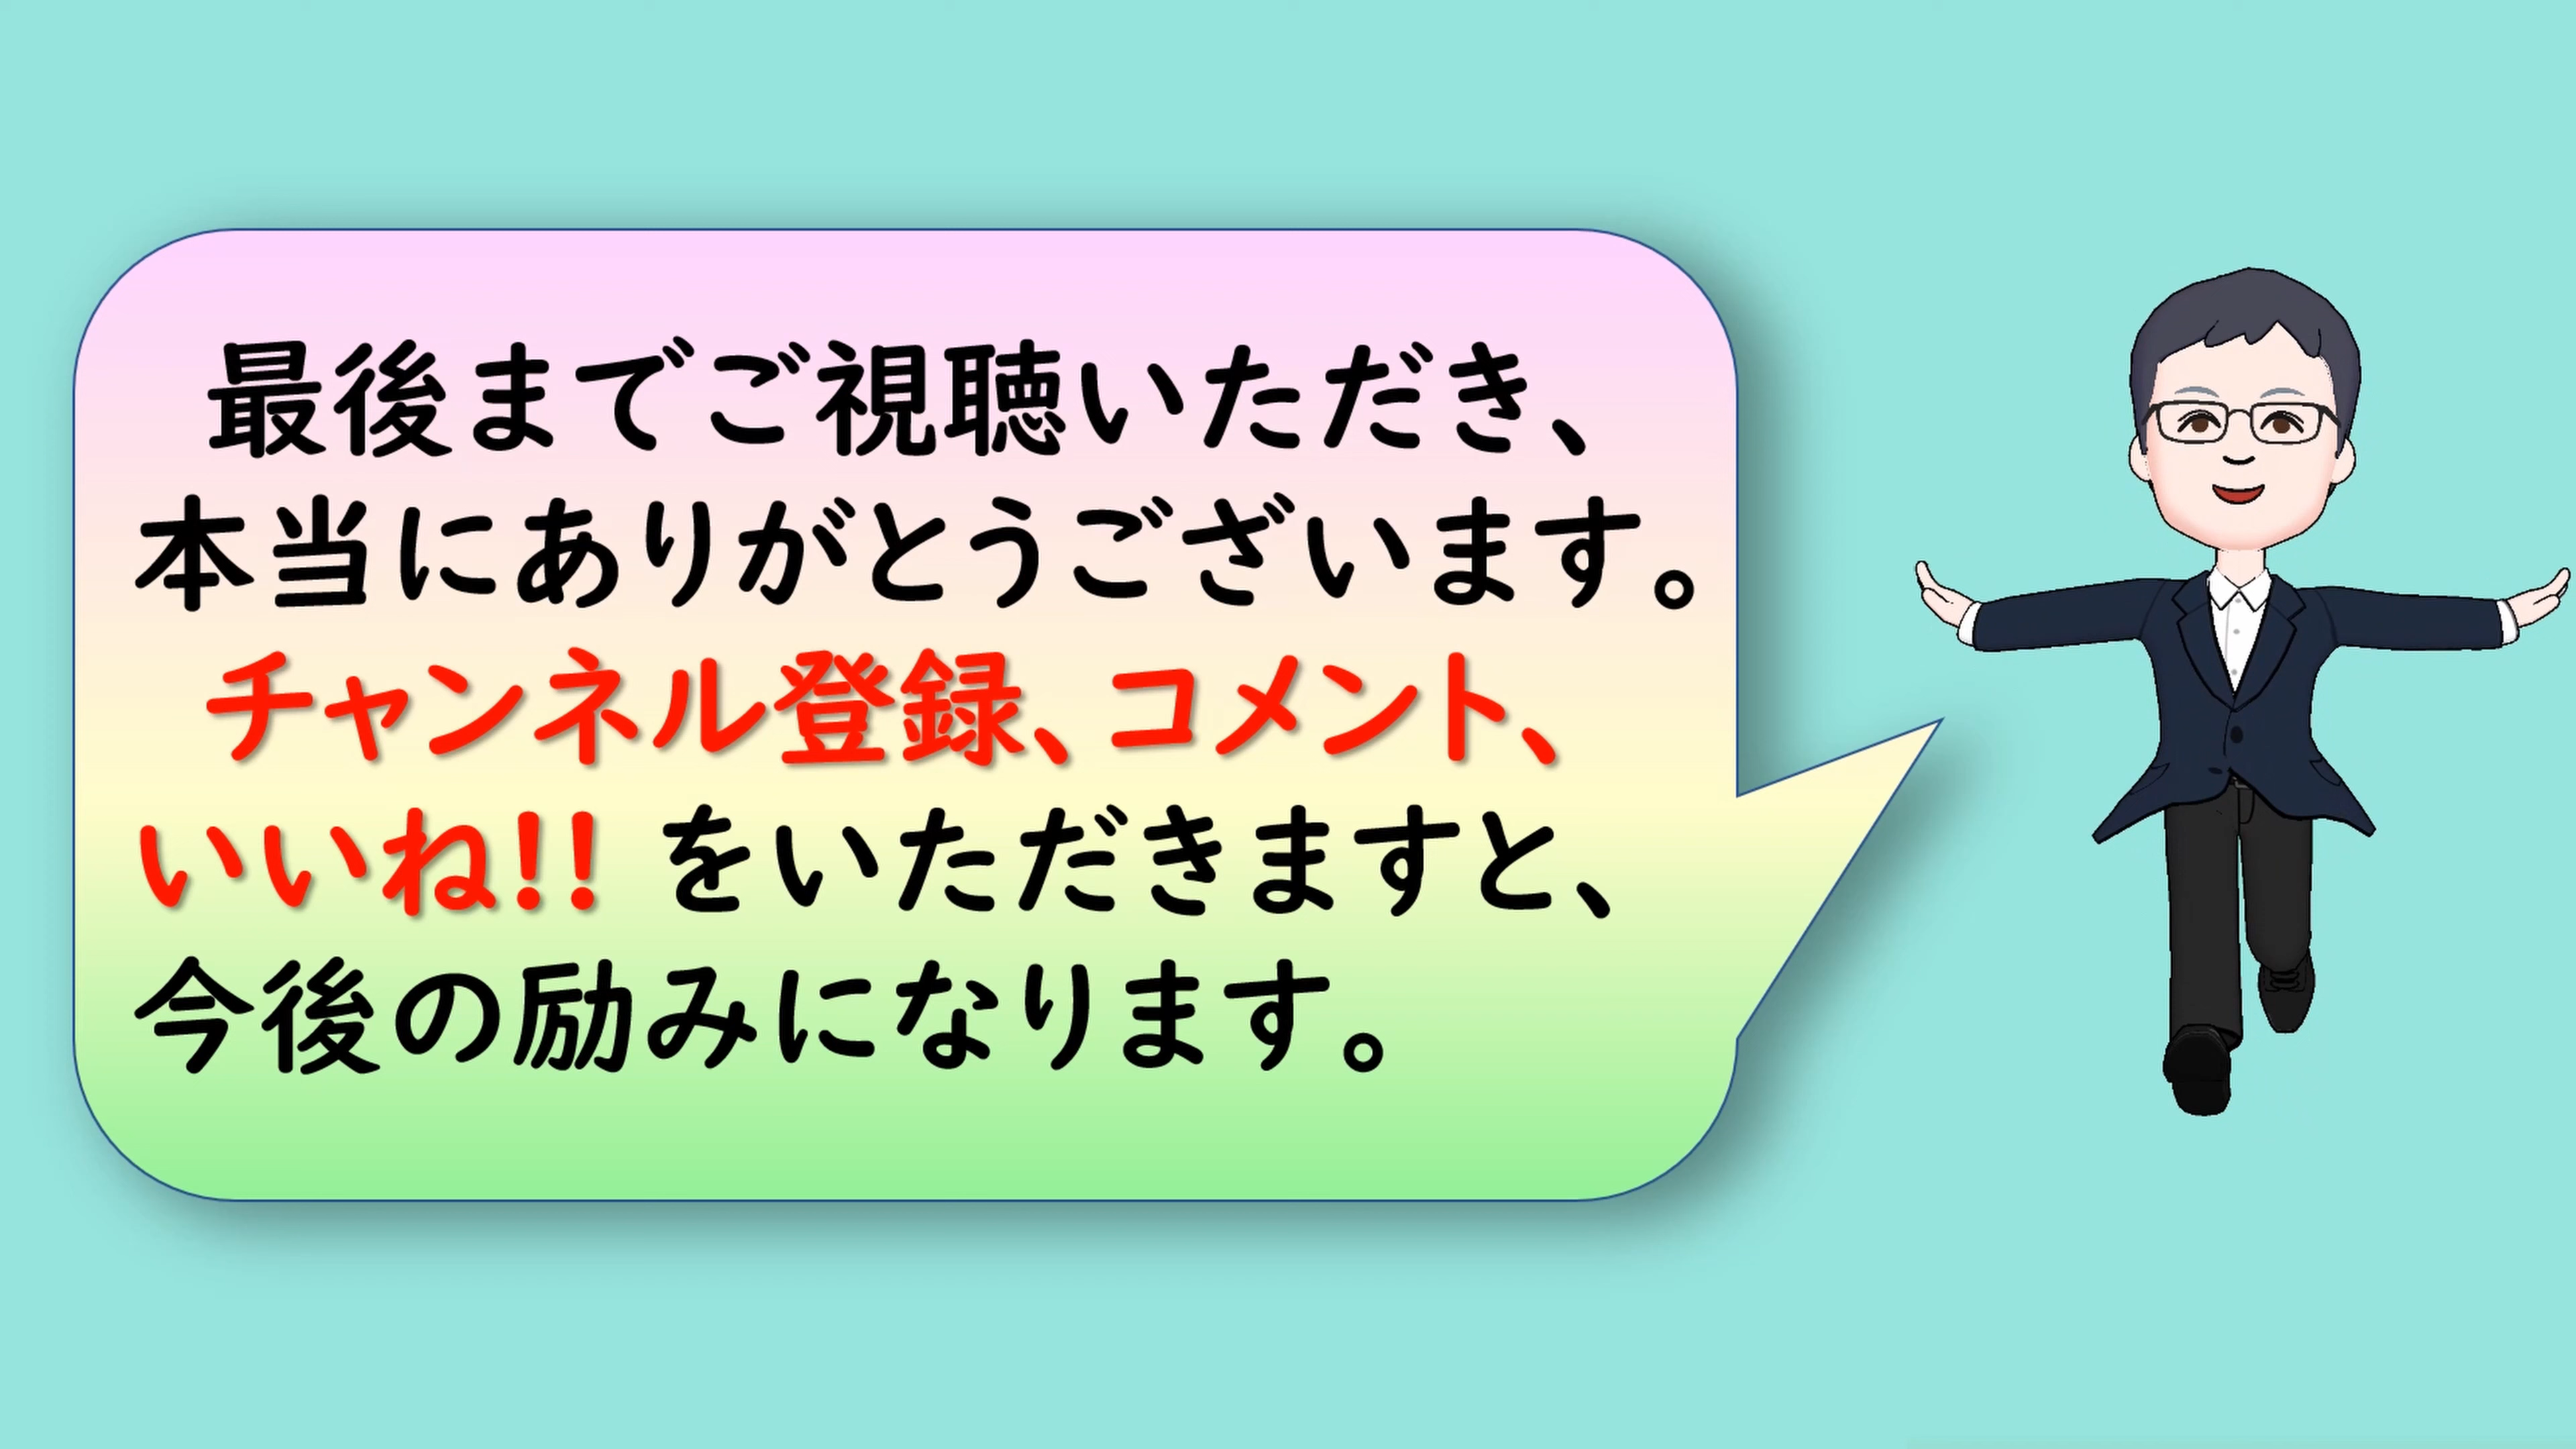 最後までご視聴いただき、
本当にありがとうございます。
チャンネル登録、コメント、
いいね!! をいただきますと、
今後の励みになります。